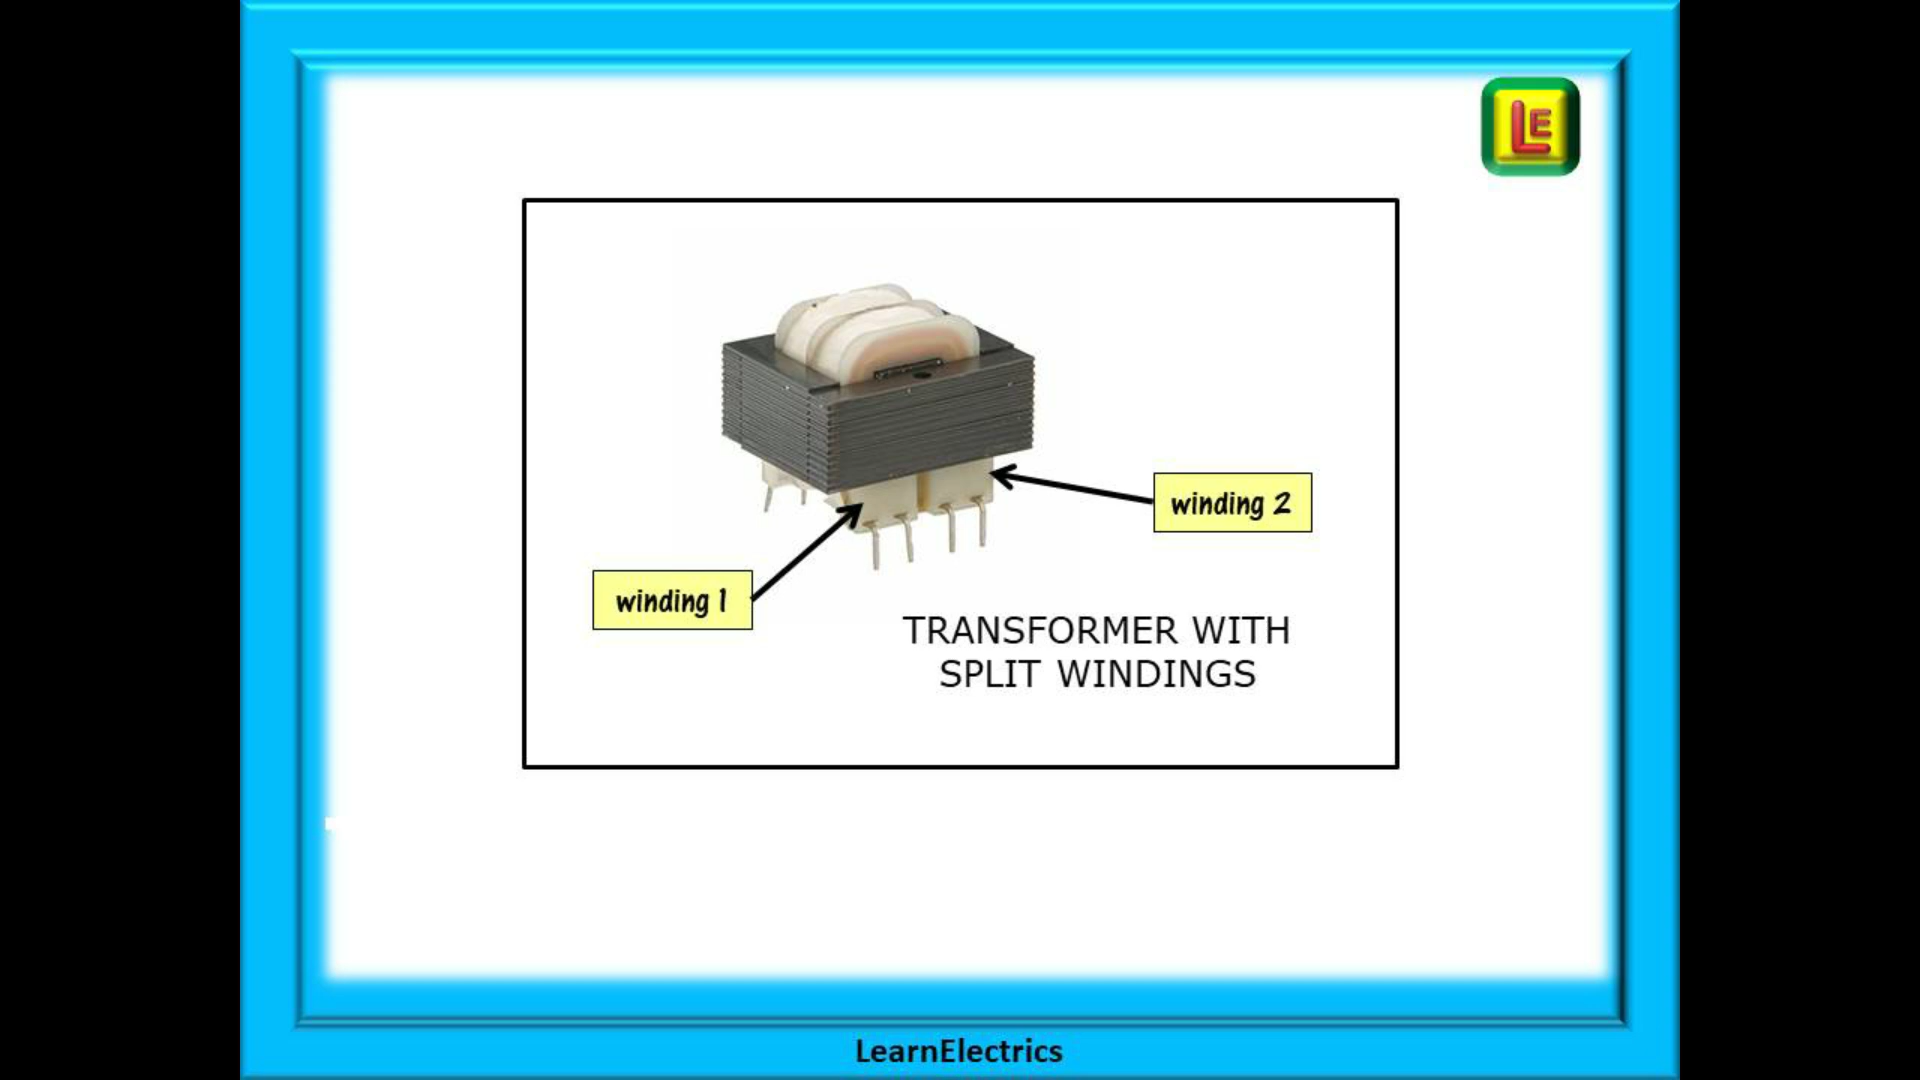 LE
winding 2
winding 1
TRANSFORMER WITH
SPLIT WINDINGS
LearnElectrics